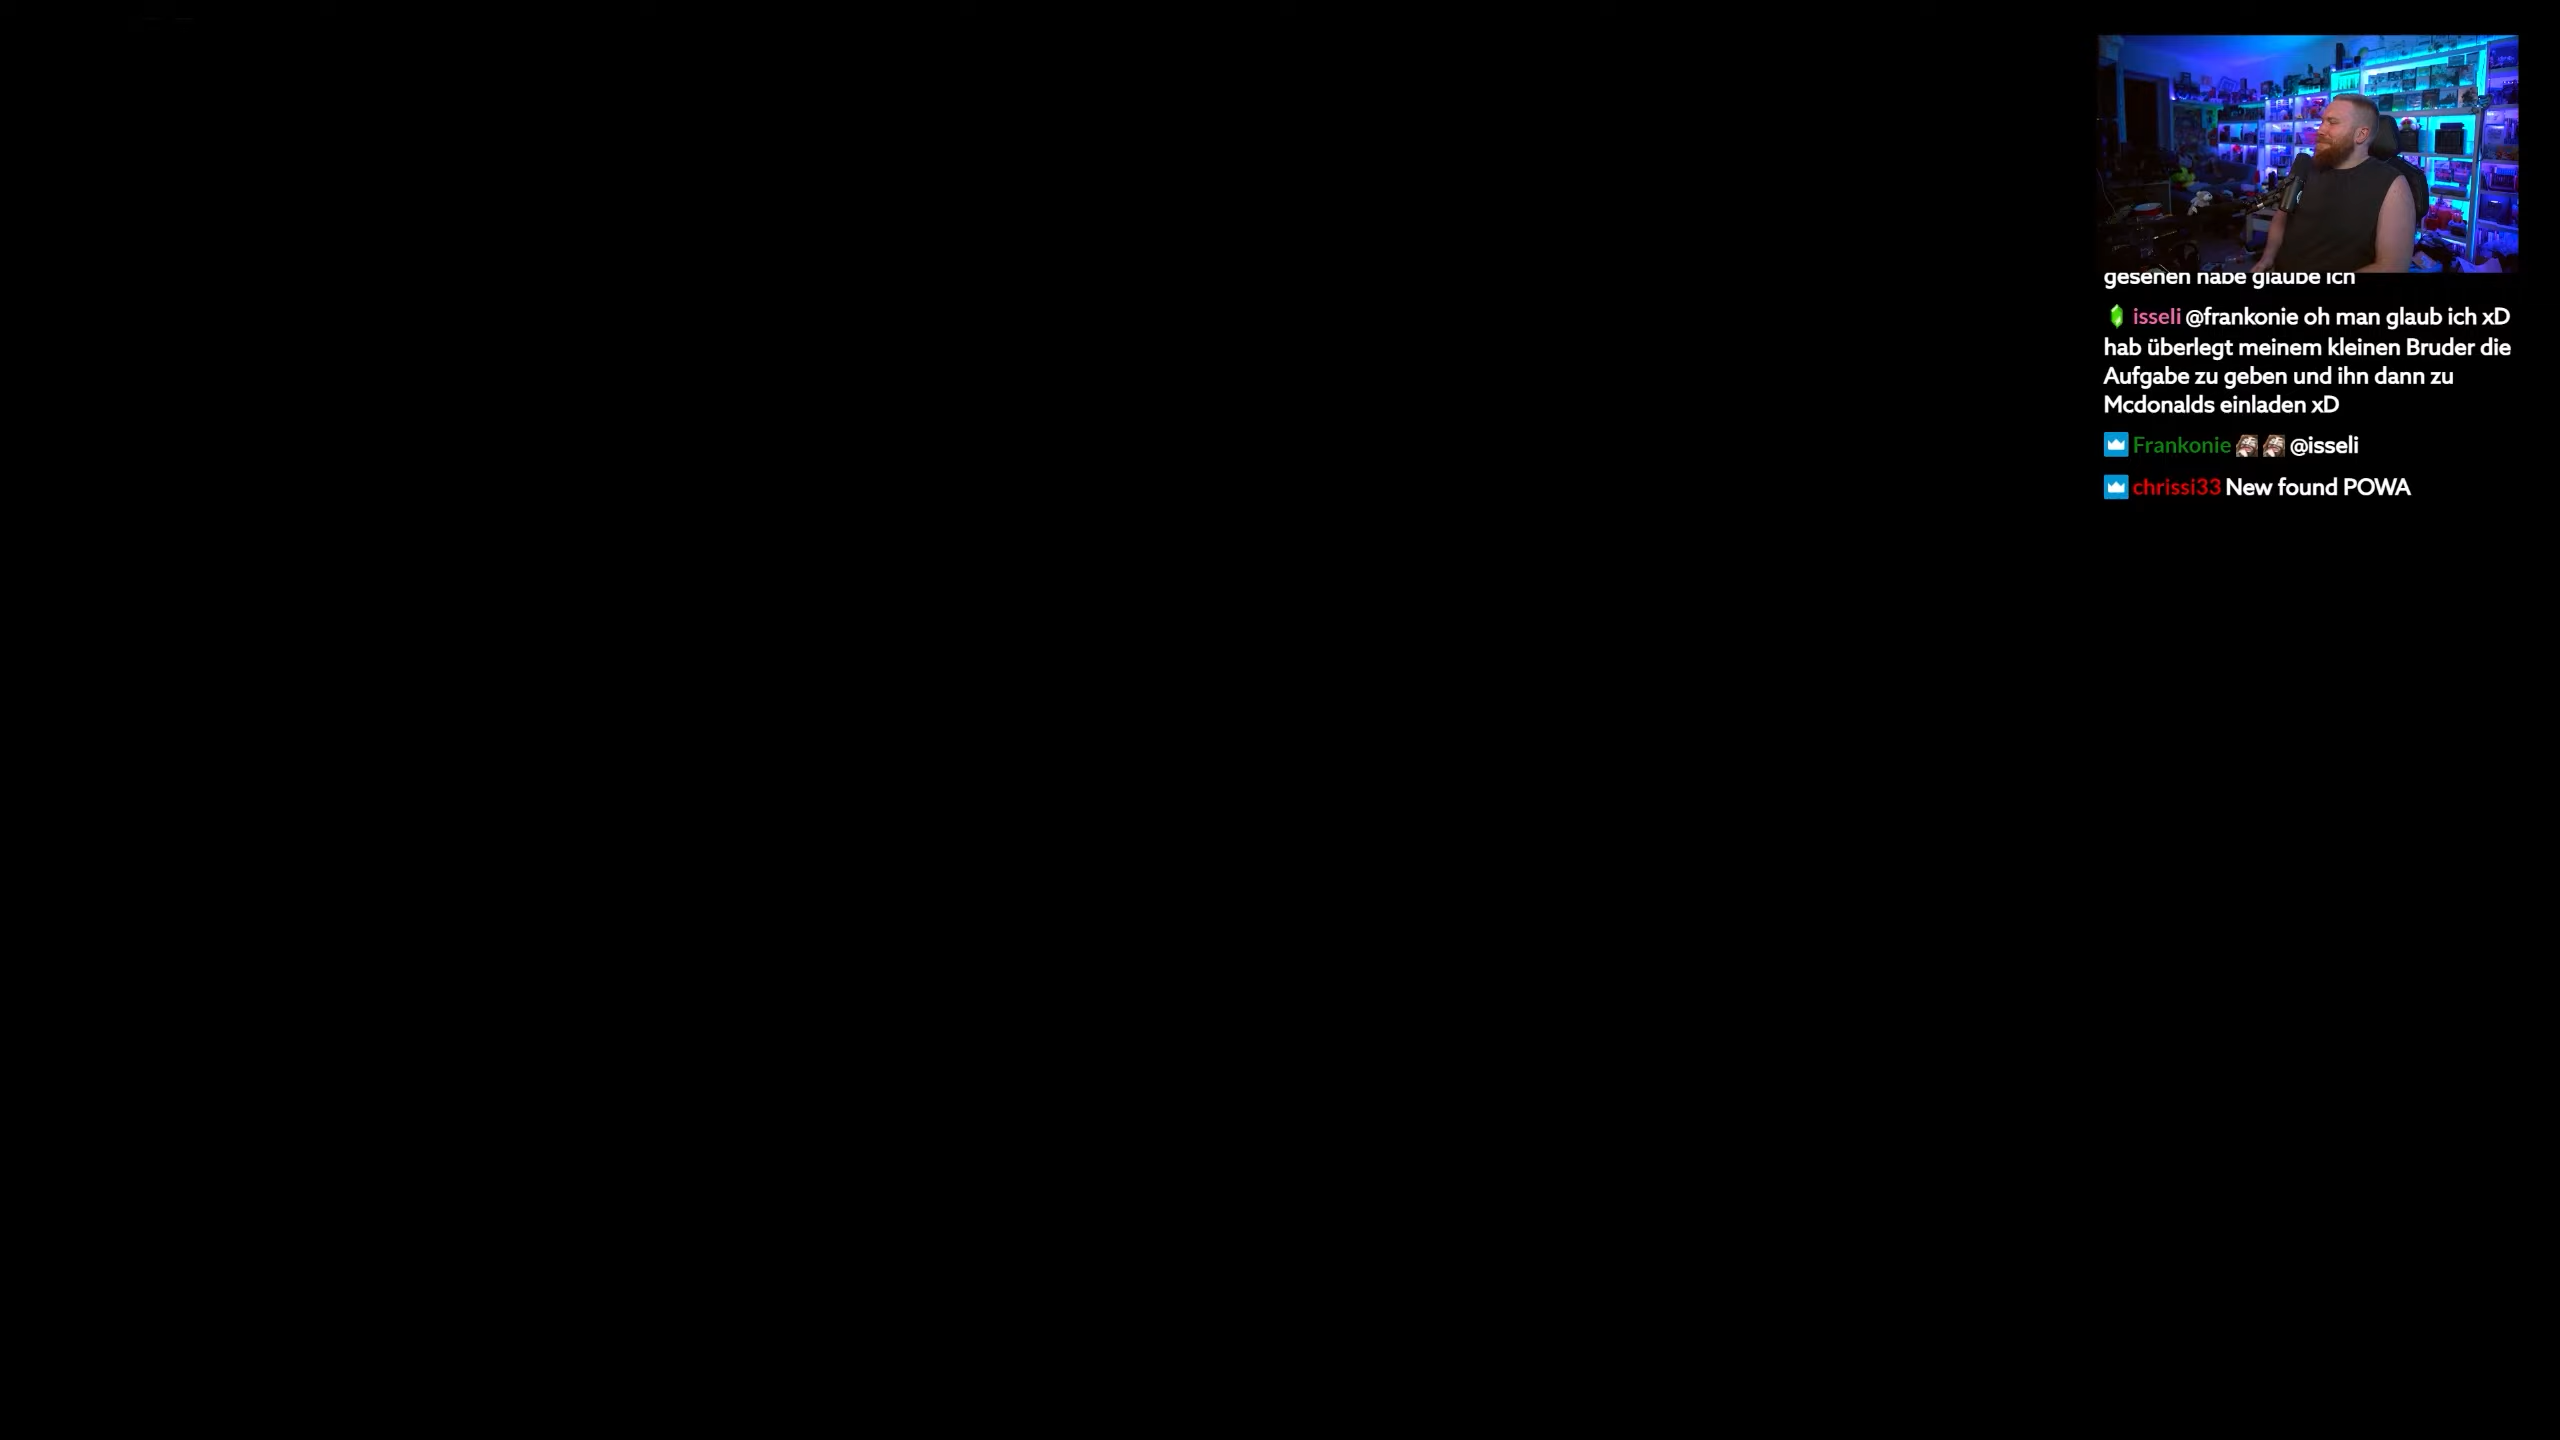 gesehen habe glaube ich
isseli @frankonie oh man glaub ich xD
hab überlegt meinem kleinen Bruder die
Aufgabe zu geben und ihn dann zu
Mcdonalds einladen xD
Frankonie @isseli
chrissi33 New found POWA